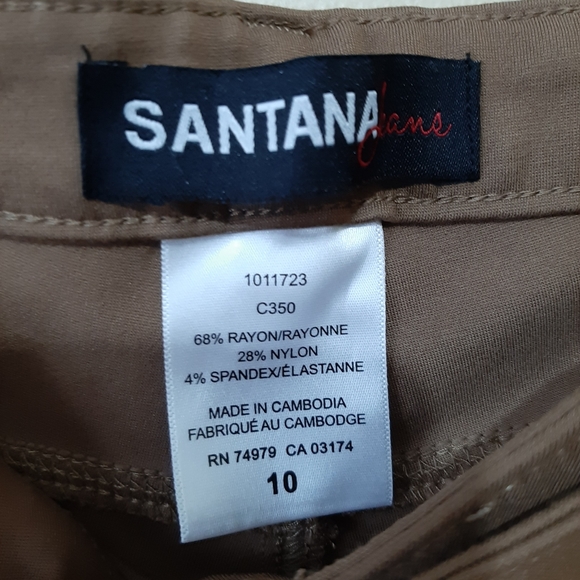 SANTANA Jeans
1011723
C350
68% RAYON/RAYONNE
28% NYLON
4% SPANDEX/ÉLASTANNE
MADE IN CAMBODIA
FABRIQUÉ AU CAMBODGE
RN 74979 CA 03174
10